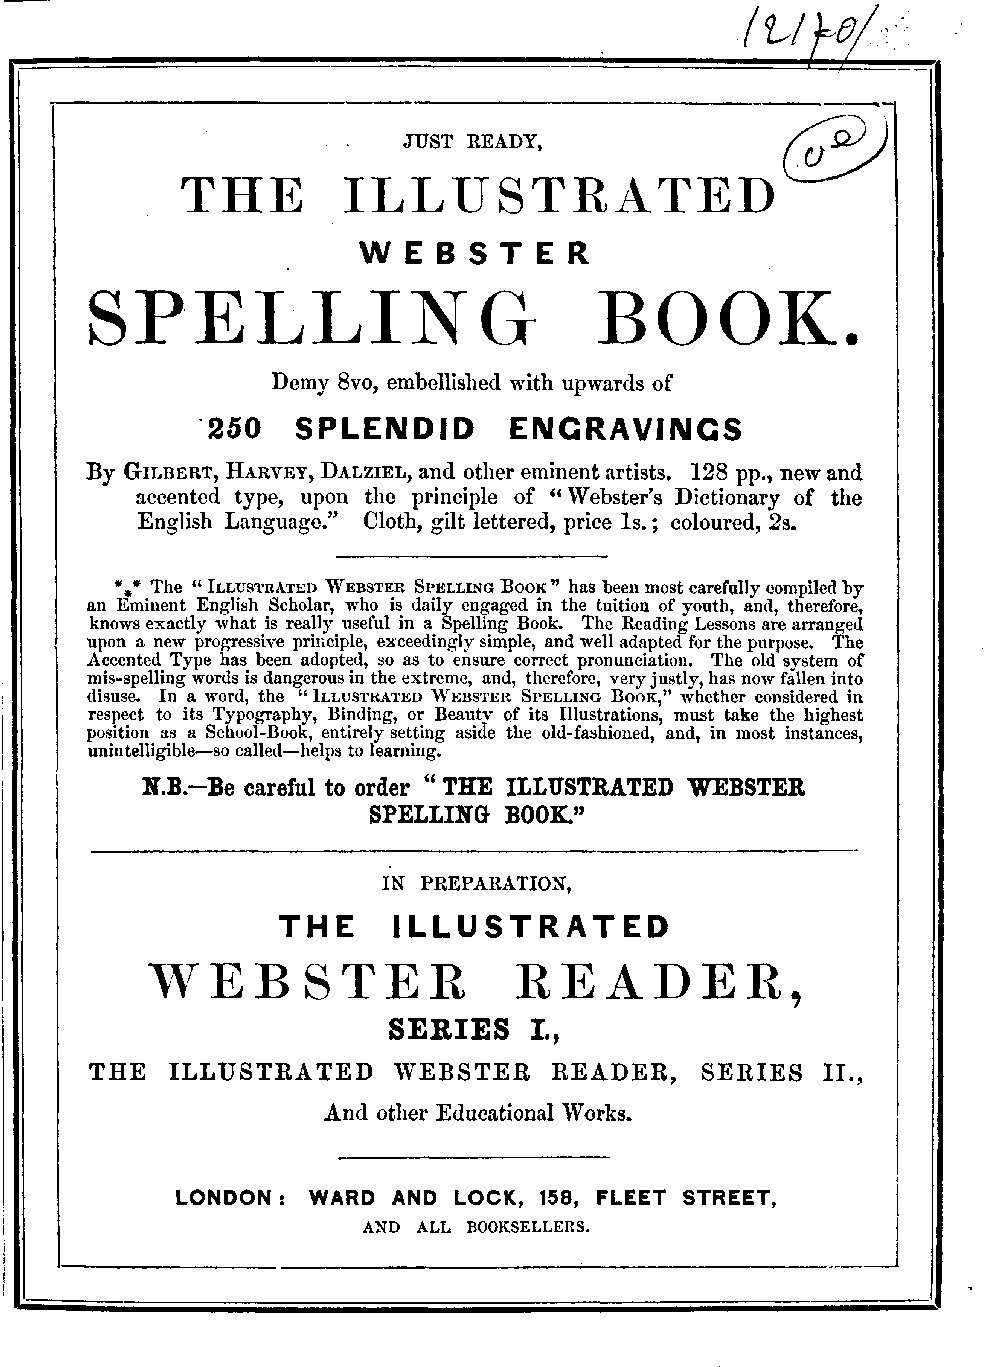 JUST READY,
THE ILLUSTRATED
WEBSTER
SPELLING BOOK.
Demy 8vo, embellished with upwards of
250 SPLENDID ENGRAVINGS
By GILBERT, HARVEY, DALZIEL, and other eminent artists. 128 pp., new and
accented type, upon the principle of “Webster's Dictionary of the
English Language.” Cloth, gilt lettered, price 1s.; coloured, 2s.
*⁎* The “ILLUSTRATED WEBSTER SPELLING BOOK” has been most carefully compiled by
an Eminent English Scholar, who is daily engaged in the tuition of youth, and, therefore,
knows exactly what is really useful in a Spelling Book. The Reading Lessons are arranged
upon a new progressive principle, exceedingly simple, and well adapted for the purpose. The
Accented Type has been adopted, so as to ensure correct pronunciation. The old system of
mis-spelling words is dangerous in the extreme, and, therefore, very justly, has now fallen into
disuse. In a word, the “ILLUSTRATED WEBSTER SPELLING BOOK,” whether considered in
respect to its Typography, Binding, or Beauty of its Illustrations, must take the highest
position as a School-Book, entirely setting aside the old-fashioned, and, in most instances,
unintelligible—so called—helps to learning.
N.B.—Be careful to order “THE ILLUSTRATED WEBSTER
SPELLING BOOK.”
IN PREPARATION,
THE ILLUSTRATED
WEBSTER READER,
SERIES I.,
THE ILLUSTRATED WEBSTER READER, SERIES II.,
And other Educational Works.
LONDON: WARD AND LOCK, 158, FLEET STREET,
AND ALL BOOKSELLERS.